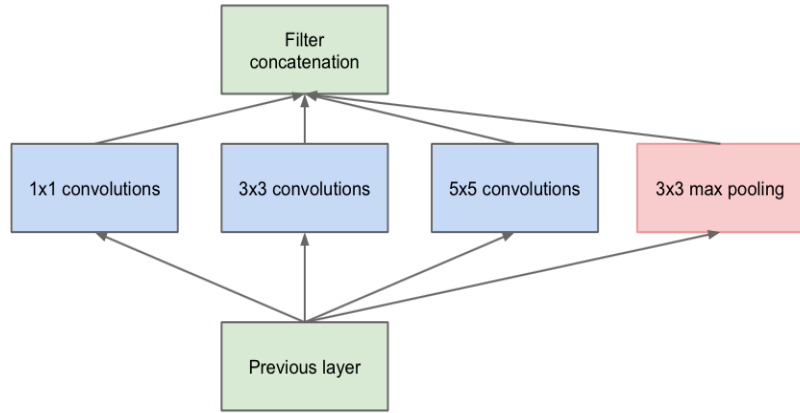 Filter
concatenation
1x1 convolutions
3x3 convolutions
5x5 convolutions
3x3 max pooling
Previous layer